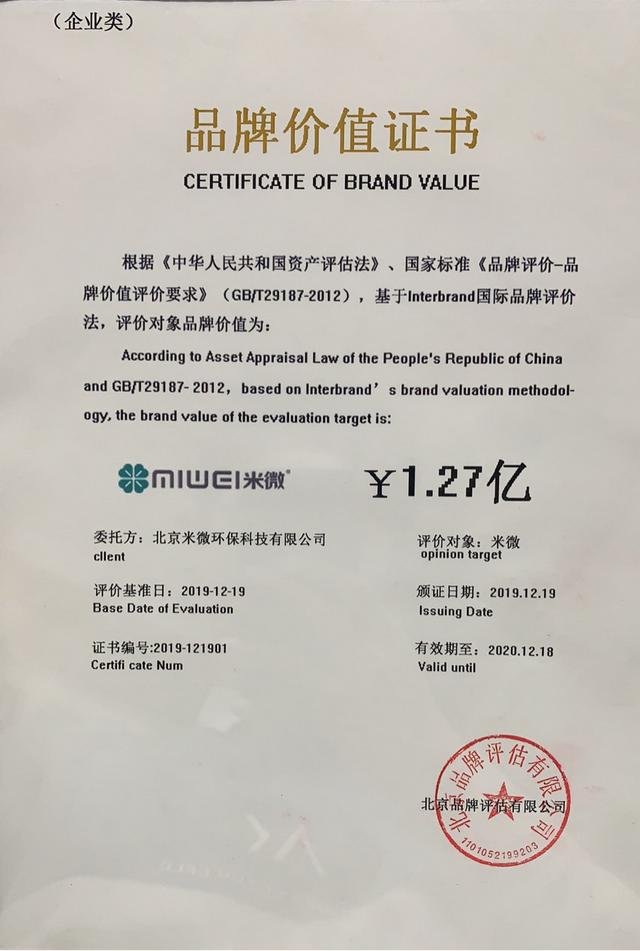 （企业类）
品牌价值证书
CERTIFICATE OF BRAND VALUE
根据《中华人民共和国资产评估法》、国家标准《品牌评价-品
牌价值评价要求》（GB/T29187-2012），基于Interbrand国际品牌评价
法，评价对象品牌价值为：
According to Asset Appraisal Law of the People's Republic of China
and GB/T29187- 2012，based on Interbrand’s brand valuation methodol-
ogy, the brand value of the evaluation target is:
MIWEI米微®
￥1.27亿
委托方：北京米微环保科技有限公司
cllent
评价对象：米微
opinion target
评价基准日：2019-12-19
Base Date of Evaluation
颁证日期：2019.12.19
Issuing Date
证书编号:2019-121901
Certifi cate Num
有效期至：2020.12.18
Valid until
北京品牌评估有限公司
北京品牌评估有限公司
1101052199203